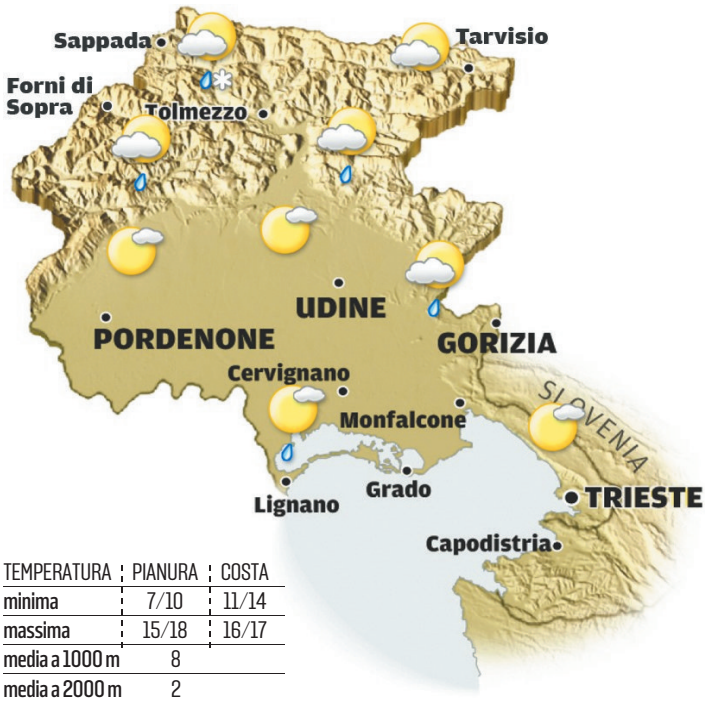 Sappada
Tarvisio
Forni di
Sopra
Tolmezzo
UDINE
PORDENONE
GORIZIA
Cervignano
SLOVENIA
Monfalcone
Grado
Lignano
TRIESTE
Capodistria
TEMPERATURA PIANURA COSTA
minima 7/10 11/14
massima 15/18 16/17
media a 1000 m 8
media a 2000 m 2